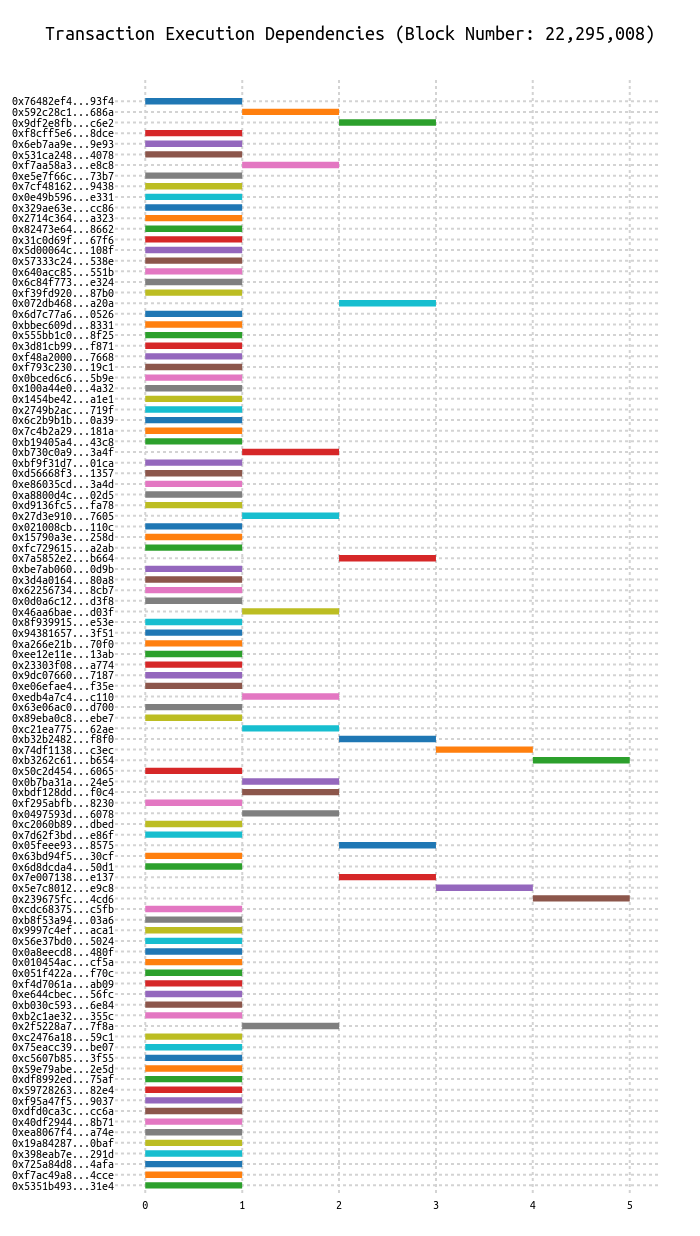 Transaction Execution Dependencies (Block Number: 22,295,008)
0x76482ef4...93f4
0x592c28c1...686a
0x9df2e8fb...c6e2
0xf8cff5e6...8dce
0x6eb7aa9e...9e93
0x531ca248...4078
0xf7aa58a3...e8c8
0xe5e7f66c...73b7
0x7cf48162...9438
0x0e49b596...e331
0x329ae63e...cc86
0x2714c364...a323
0x82473e64...8662
0x31c0d69f...67f6
0x5d00064c...108f
0x57333c24...538e
0x640acc85...551b
0x6c84f773...e324
0xf39fd920...87b0
0x072db468...a20a
0x6d7c77a6...0526
0xbbec609d...8331
0x555bb1c0...8f25
0x3d81cb99...f871
0xf48a2000...7668
0xf793c230...19c1
0x0bced6c6...5b9e
0x100a44e0...4a32
0x1454be42...a1e1
0x2749b2ac...719f
0x6c2b9b1b...0a39
0x7c4b2a29...181a
0xb19405a4...43c8
0xb730c0a9...3a4f
0xbf9f31d7...01ca
0xd56668f3...1357
0xe86035cd...3a4d
0xa8800d4c...02d5
0xd9136fc5...fa78
0x27d3e910...7605
0x021008cb...110c
0x15790a3e...258d
0xfc729615...a2ab
0x7a5852e2...b664
0xbe7ab060...0d9b
0x3d4a0164...80a8
0x62256734...8cb7
0x0d0a6c12...d3f8
0x46aa6bae...d03f
0x8f939915...e53e
0x94381657...3f51
0xa266e21b...70f0
0xee12e11e...13ab
0x23303f08...a774
0x9dc07660...7187
0xe06efae4...f35e
0xedb4a7c4...c110
0x63e06ac0...d700
0x89eba0c8...ebe7
0xc21ea775...62ae
0xb32b2482...f8f0
0x74df1138...c3ec
0xb3262c61...b654
0x50c2d454...6065
0x0b7ba31a...24e5
0xbdf128dd...f0c4
0xf295abfb...8230
0x0497593d...6078
0xc2060b89...dbed
0x7d62f3bd...e86f
0x05feee93...8575
0x63bd94f5...30cf
0x6d8dcda4...50d1
0x7e007138...e137
0x5e7c8012...e9c8
0x239675fc...4cd6
0xcdc68375...c5fb
0xb8f53a94...03a6
0x9997c4ef...aca1
0x56e37bd0...5024
0x0a8eecd8...480f
0x010454ac...cf5a
0x051f422a...f70c
0xf4d7061a...ab09
0xe644cbec...56fc
0xb030c593...6e84
0xb2c1ae32...355c
0x2f5228a7...7f8a
0xc2476a18...59c1
0x75eacc39...be07
0xc5607b85...3f55
0x59e79abe...2e5d
0xdf8992ed...75af
0x59728263...82e4
0xf95a47f5...9037
0xdfd0ca3c...cc6a
0x40df2944...8b71
0xea8067f4...a74e
0x19a84287...0baf
0x398eab7e...291d
0x725a84d8...4afa
0xf7ac49a8...4cce
0x5351b493...31e4
0 1 2 3 4 5